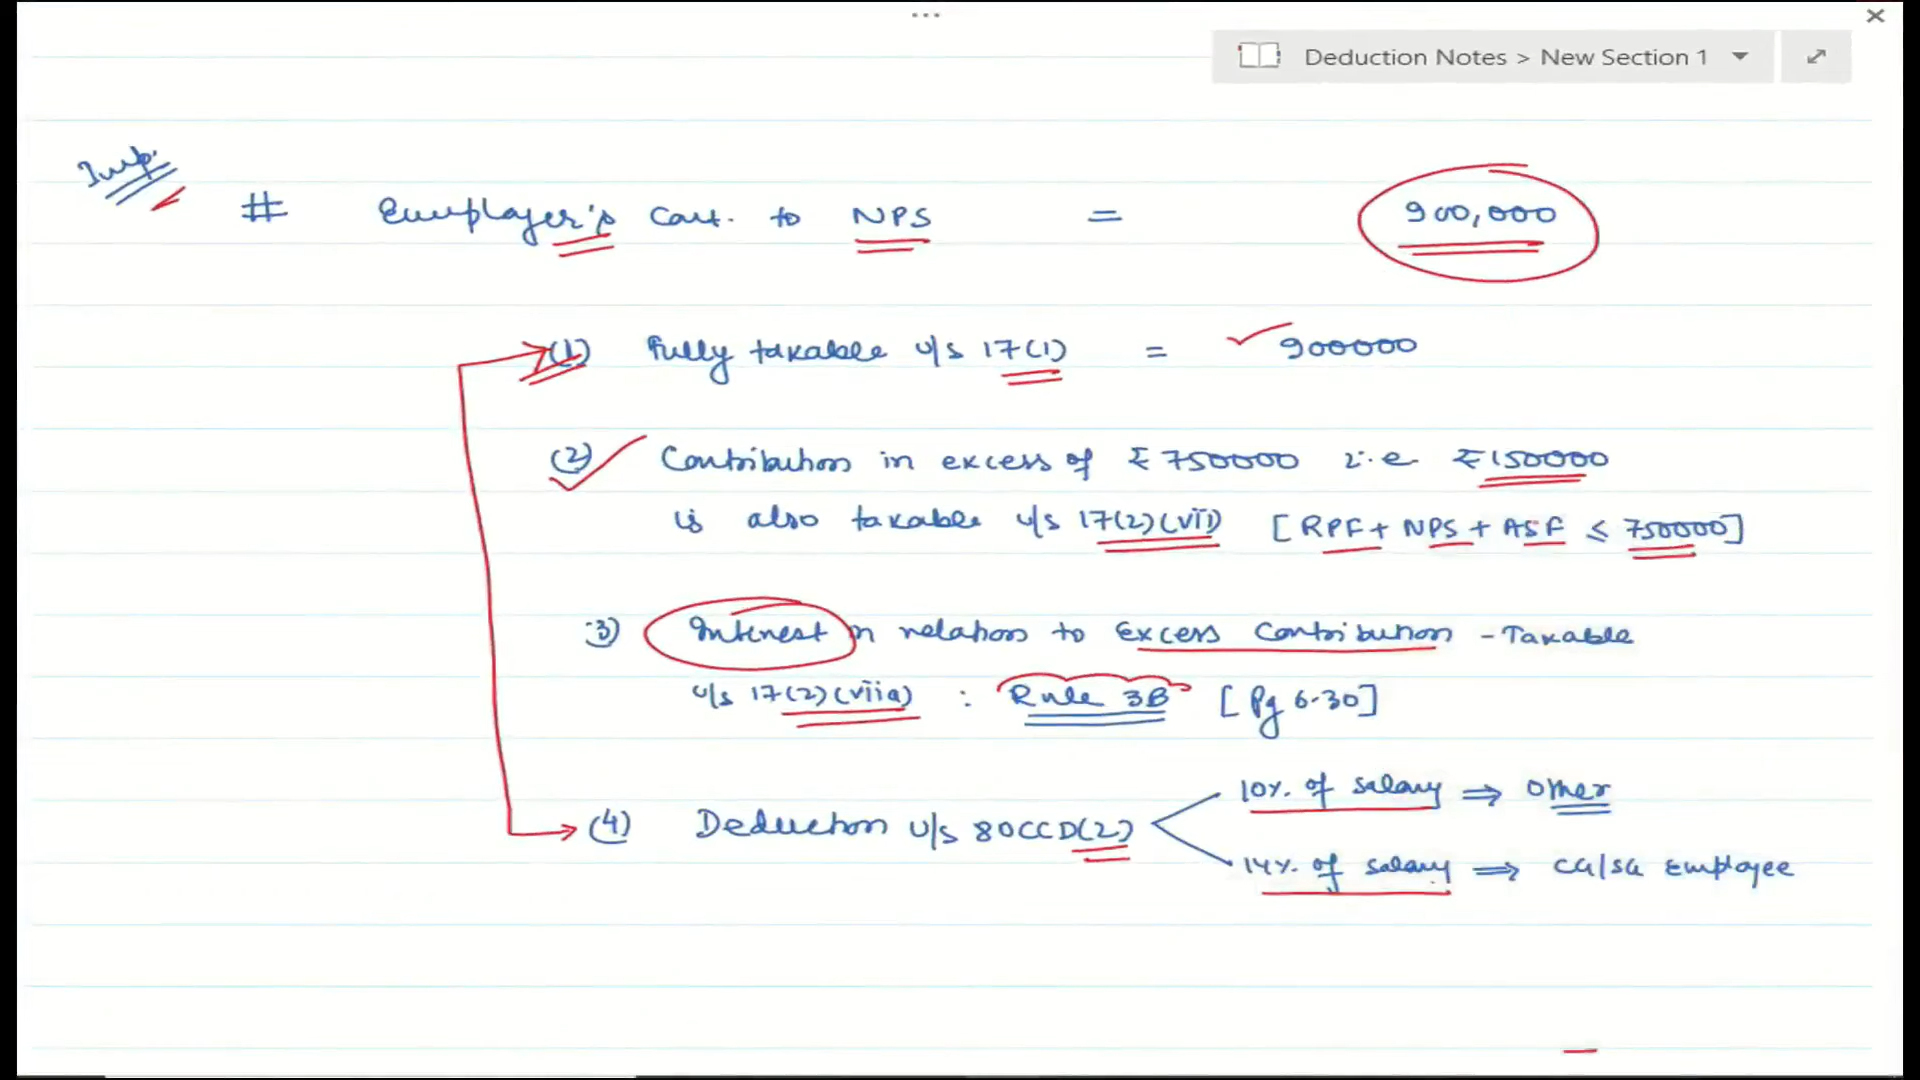 Deduction Notes > New Section 1
Imp.
# Employer's Cont. to NPS = 900,000
(1) Fully taxable u/s 17(1) = 900000
(2) Contribution in excess of ₹750000 i.e ₹150000
is also taxable u/s 17(2)(vii) [RPF + NPS + ASF ≤ 750000]
(3) Interest in relation to Excess Contribution - Taxable
u/s 17(2)(viia) : Rule 3B [Pg 6.30]
10% of salary ⇒ Other
(4) Deduction u/s 80CCD(2)
14% of salary ⇒ CG/SG Employee